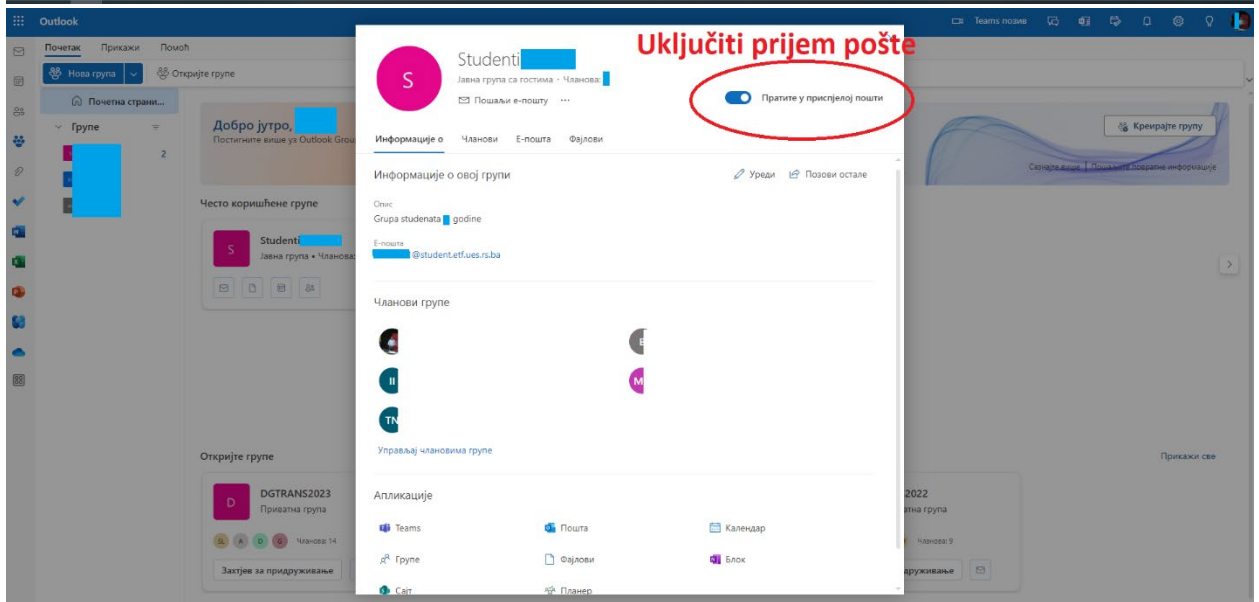 Outlook
Teams позив
Почетак Прикажи Помоћ
Нова група
Откријте групе
Почетна страни...
Групе
2
Добро јутро,
Постигните више уз Outlook Grou
Креирајте групу
Сазнајте више | Пошаљите повратне информације
Често коришћене групе
Studenti
Јавна група • Чланова:
S
S
Studenti
Јавна група са гостима • Чланова:
Пошаљи е-пошту ...
Uključiti prijem pošte
Пратите у приспјелој пошти
Информације о Чланови Е-пошта Фајлови
Информације о овој групи
Уреди Позови остале
Опис
Grupa studenata godine
Е-пошта
@student.etf.ues.rs.ba
Чланови групе
II
TN
Управљај члановима групе
Апликације
Teams Пошта Календар
Групе Фајлови Блок
Сајт Планер
Откријте групе
Прикажи све
D
DGTRANS2023
Приватна група
SL A D G Чланова: 14
Захтјев за придруживање
2022
атна група
Чланова: 9
друживање